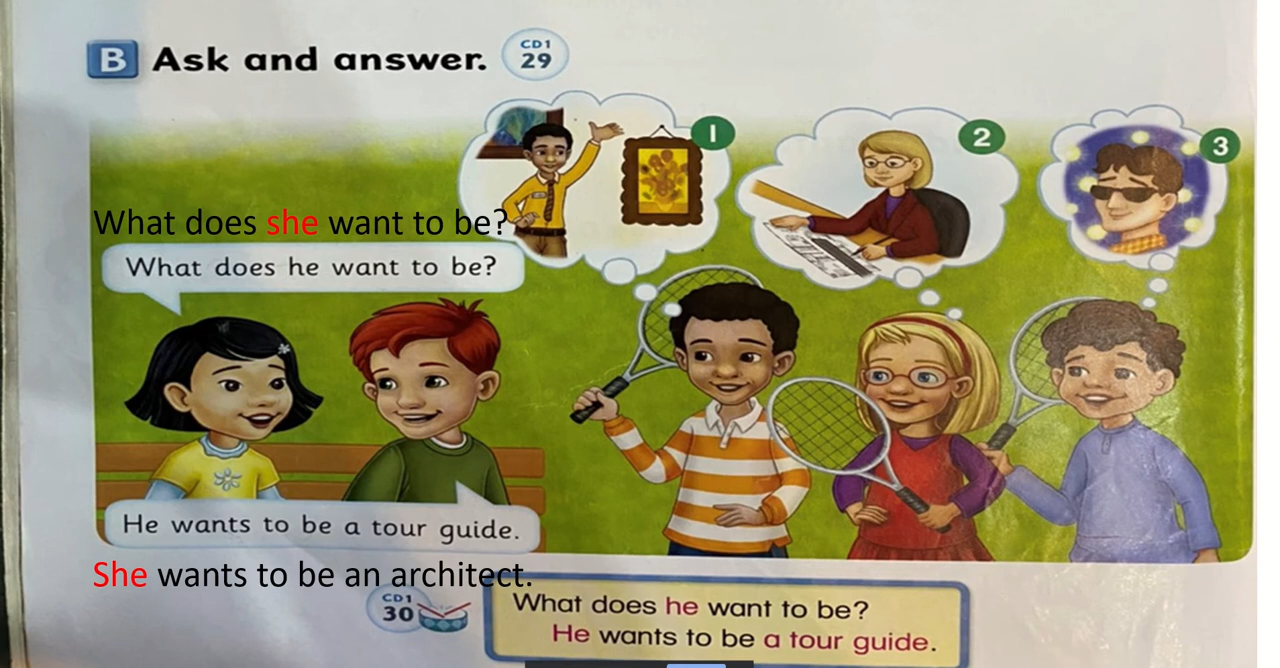 B Ask and answer. CD1 29
1
2
3
What does she want to be?
What does he want to be?
He wants to be a tour guide.
She wants to be an architect.
CD1 30
What does he want to be?
He wants to be a tour guide.